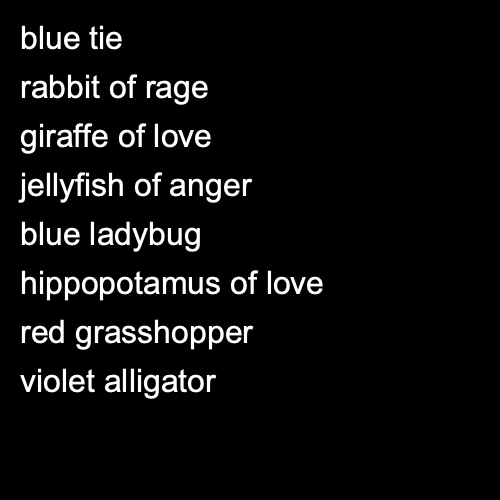 blue tie
rabbit of rage
giraffe of love
jellyfish of anger
blue ladybug
hippopotamus of love
red grasshopper
violet alligator